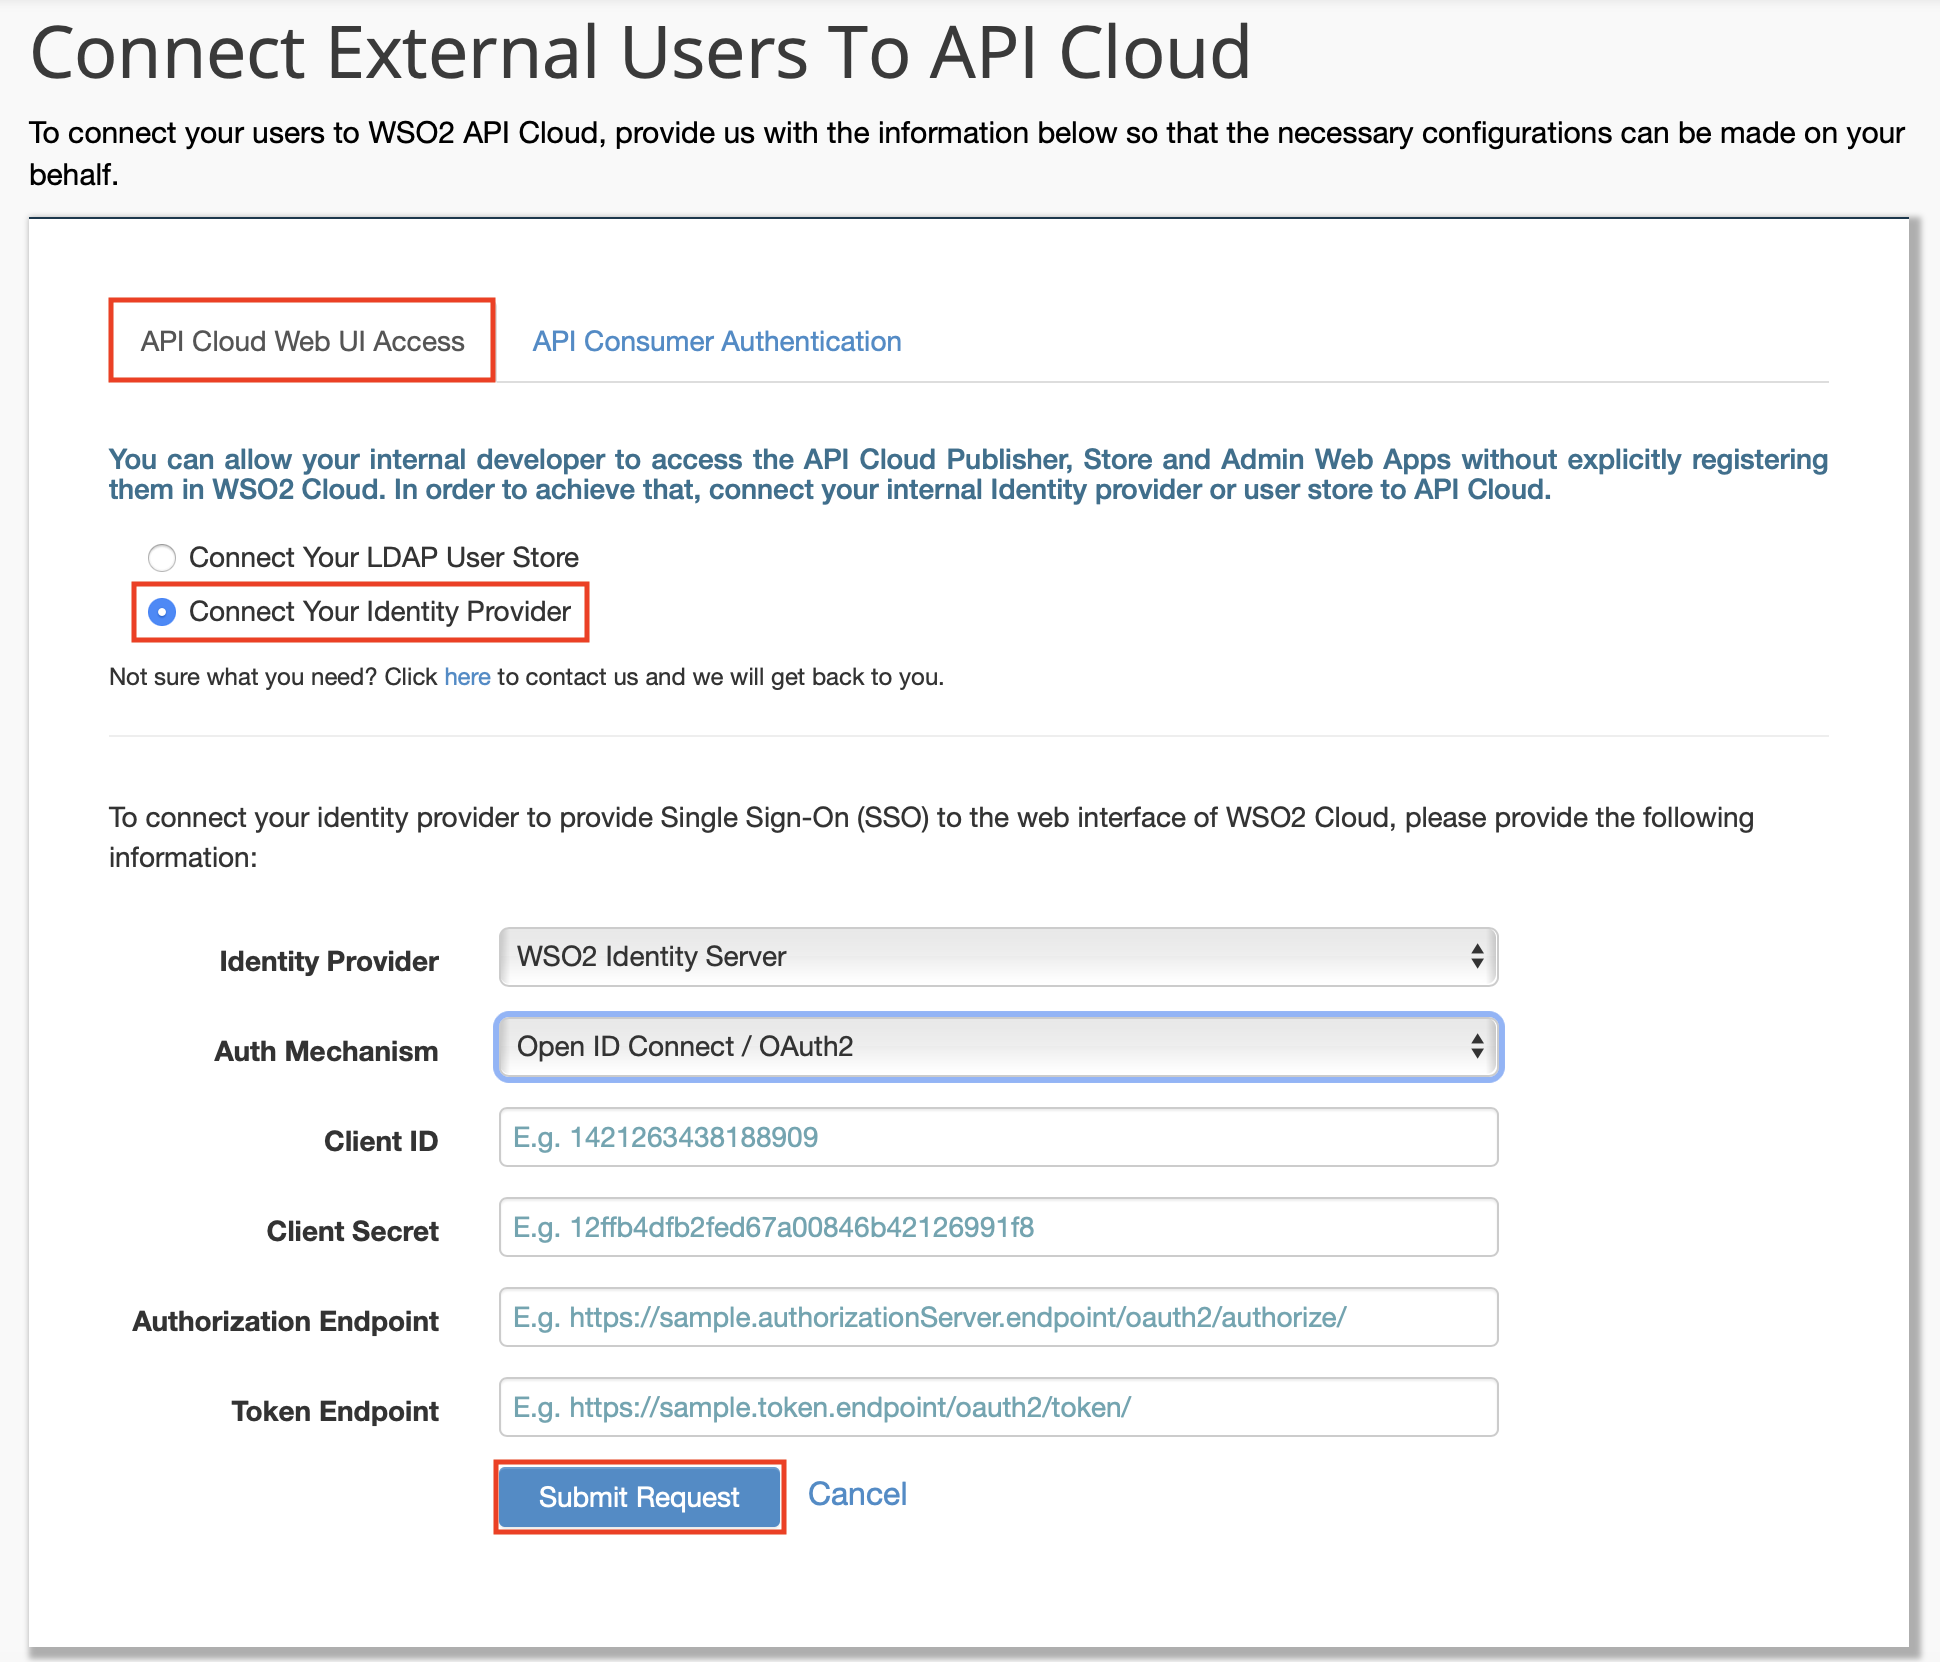 Connect External Users To API Cloud
To connect your users to WSO2 API Cloud, provide us with the information below so that the necessary configurations can be made on your
behalf.
API Cloud Web UI Access
API Consumer Authentication
You can allow your internal developer to access the API Cloud Publisher, Store and Admin Web Apps without explicitly registering
them in WSO2 Cloud. In order to achieve that, connect your internal Identity provider or user store to API Cloud.
Connect Your LDAP User Store
Connect Your Identity Provider
Not sure what you need? Click here to contact us and we will get back to you.
To connect your identity provider to provide Single Sign-On (SSO) to the web interface of WSO2 Cloud, please provide the following
information:
Identity Provider
WSO2 Identity Server
Auth Mechanism
Open ID Connect / OAuth2
Client ID
E.g. 1421263438188909
Client Secret
E.g. 12ffb4dfb2fed67a00846b42126991f8
Authorization Endpoint
E.g. https://sample.authorizationServer.endpoint/oauth2/authorize/
Token Endpoint
E.g. https://sample.token.endpoint/oauth2/token/
Submit Request
Cancel